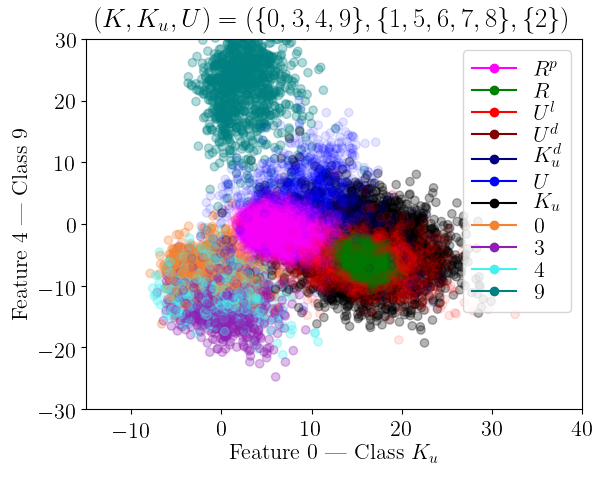 (K, K_u, U) = ({0, 3, 4, 9}, {1, 5, 6, 7, 8}, {2})
Feature 4 — Class 9
30
20
10
0
−10
−20
−30
R^p
R
U^l
U^d
K_u^d
U
K_u
0
3
4
9
−10
0
10
20
30
40
Feature 0 — Class K_u